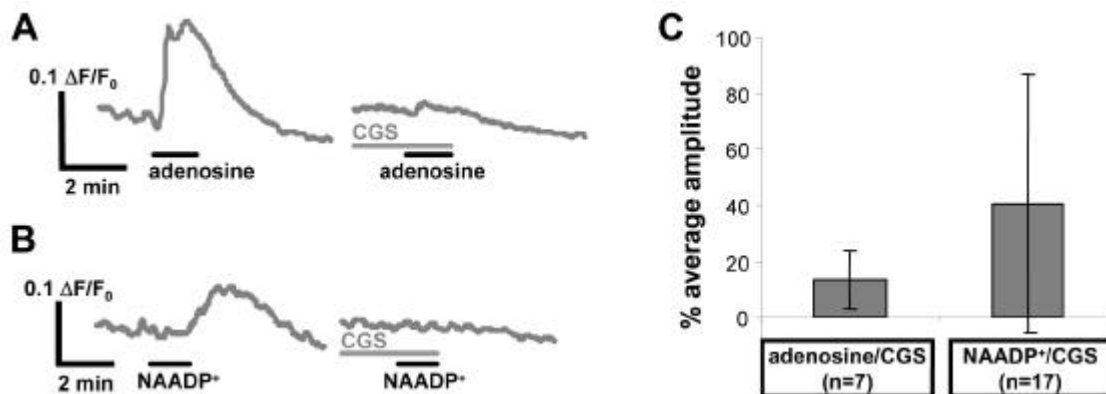 A
0.1 ΔF/F₀
2 min
adenosine
CGS
adenosine
B
0.1 ΔF/F₀
2 min
NAADP⁺
CGS
NAADP⁺
C
% average amplitude
100
80
60
40
20
0
adenosine/CGS
(n=7)
NAADP⁺/CGS
(n=17)